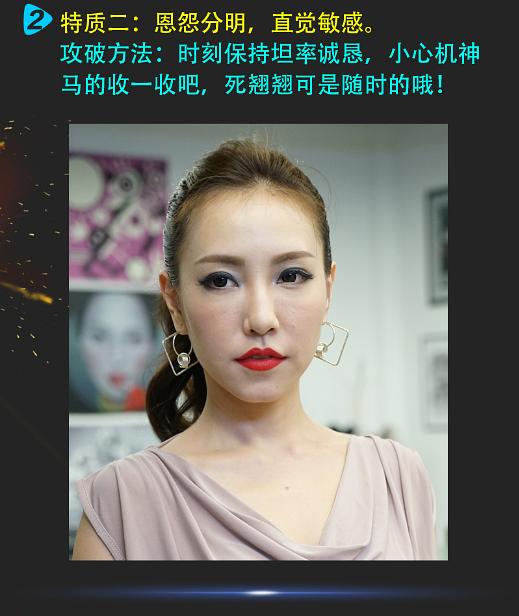 2 特质二：恩怨分明，直觉敏感。
攻破方法：时刻保持坦率诚恳，小心机神
马的收一收吧，死翘翘可是随时的哦！